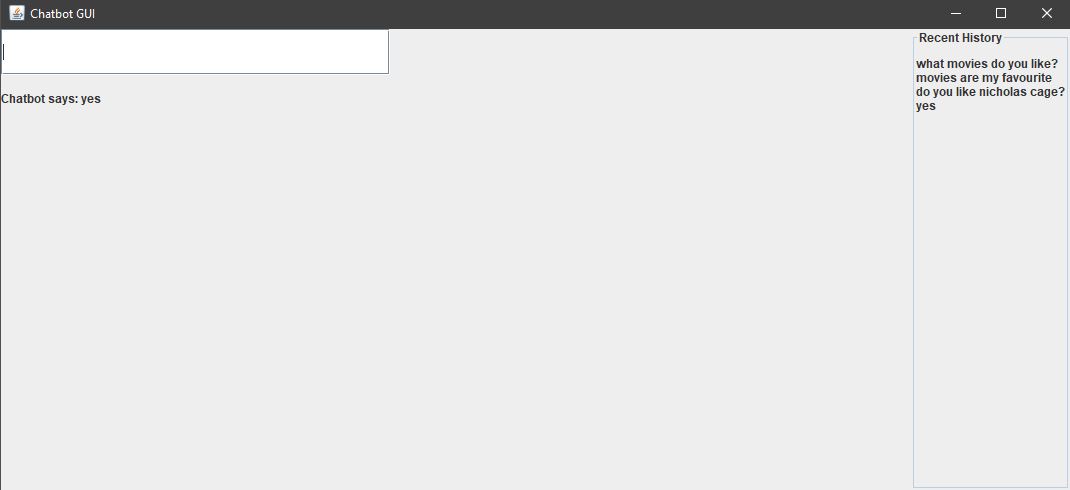 Chatbot GUI
Chatbot says: yes
Recent History
what movies do you like?
movies are my favourite
do you like nicholas cage?
yes